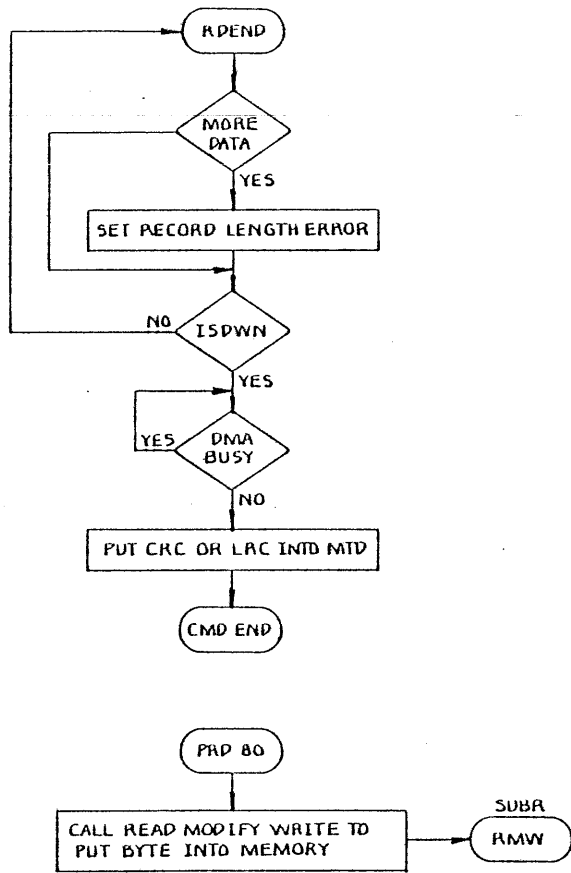 RDEND
MORE
DATA
YES
SET RECORD LENGTH ERROR
NO
ISDWN
YES
YES
DMA
BUSY
NO
PUT CRC OR LRC INTO MTD
CMD END
PRD 80
SUBR
CALL READ MODIFY WRITE TO
PUT BYTE INTO MEMORY
RMW